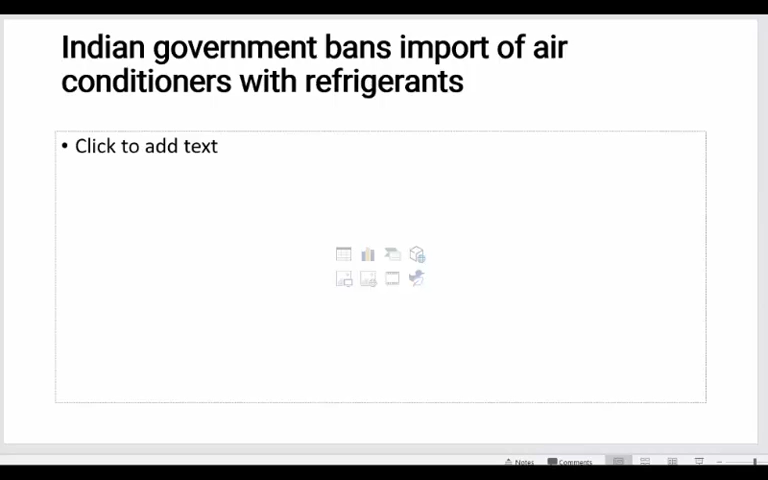 Indian government bans import of air
conditioners with refrigerants
• Click to add text
Notes
Comments